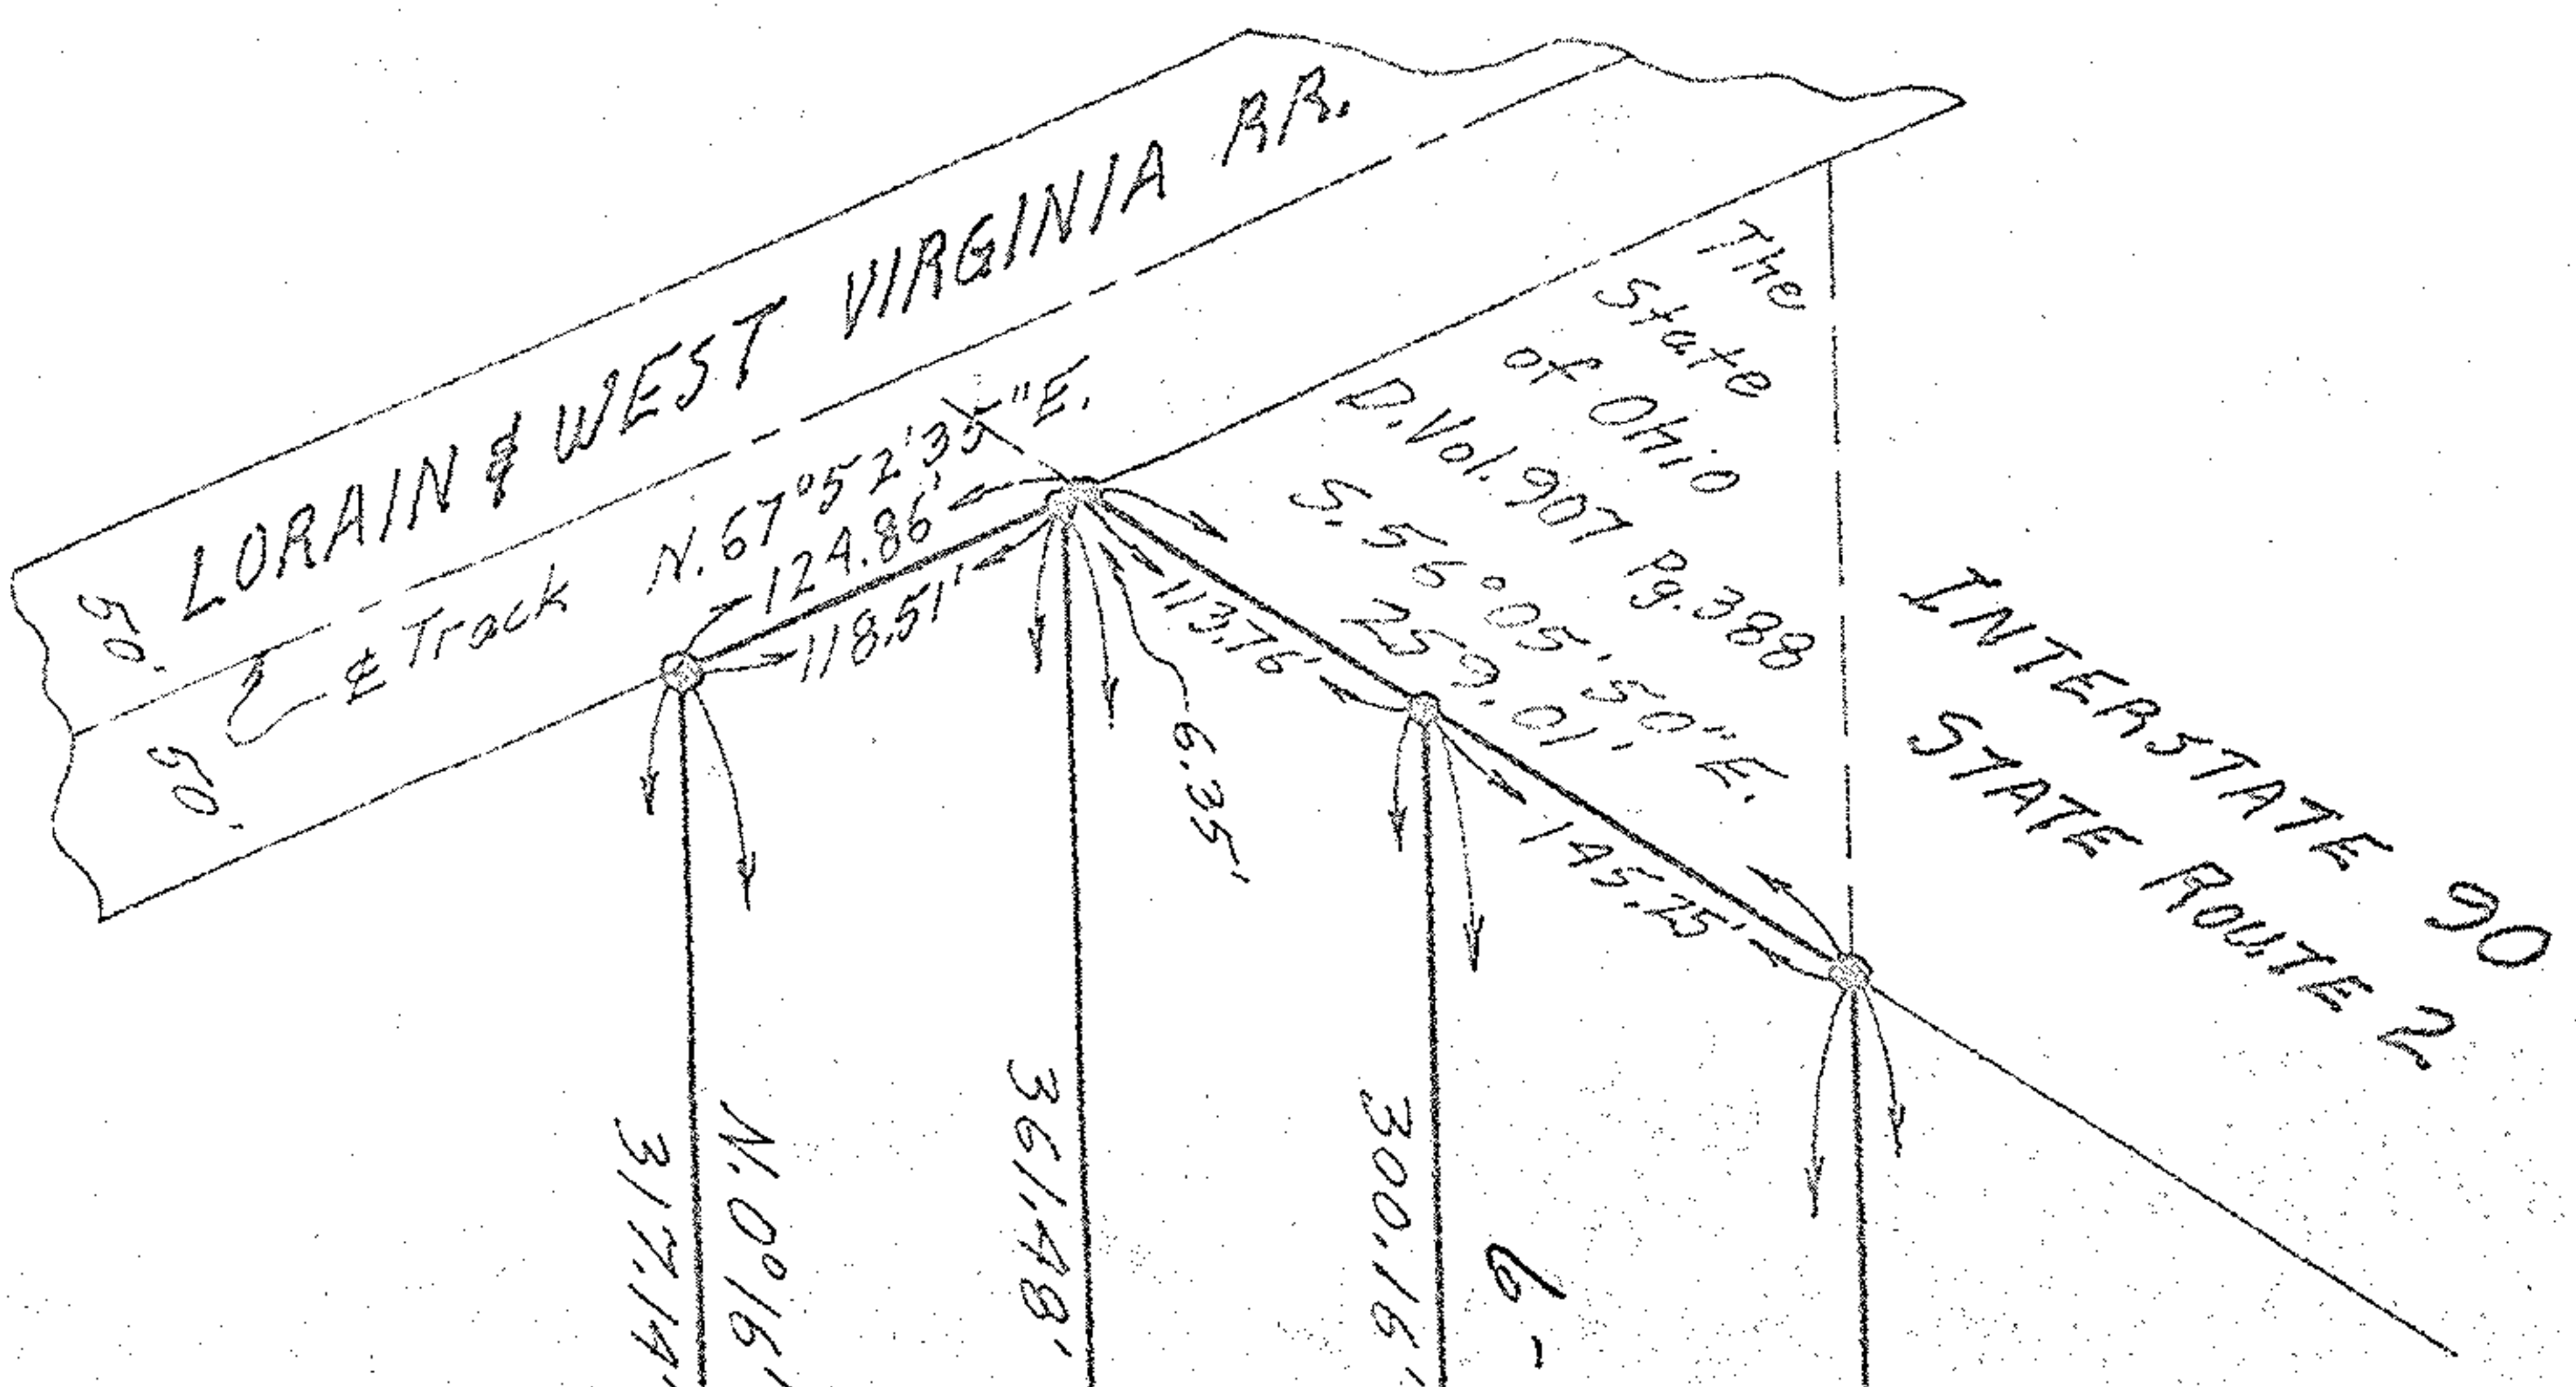 LORAIN & WEST VIRGINIA RR.
50'
50'
℄ Track
N.67°52'35"E.
124.86'
118.51'
The
State
of Ohio
D.Vol.907 Pg.388
S.56°05'50"E.
259.01'
113.76'
6.35'
145.25'
INTERSTATE 90
STATE ROUTE 2
317.14'
N.0°16'
361.48'
300.16'